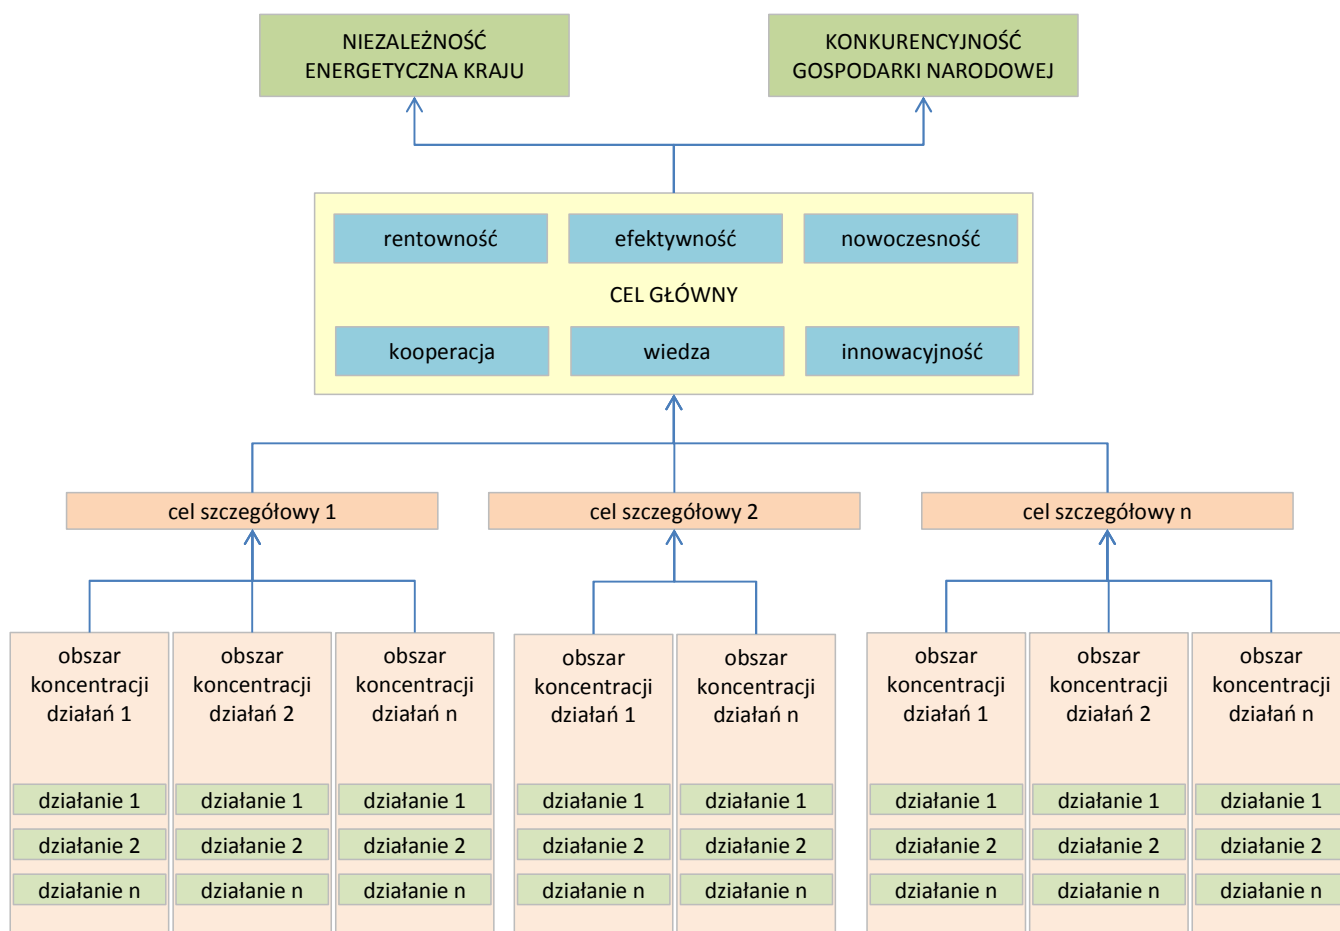 NIEZALEŻNOŚĆ
ENERGETYCZNA KRAJU
KONKURENCYJNOŚĆ
GOSPODARKI NARODOWEJ
rentowność
efektywność
nowoczesność
CEL GŁÓWNY
kooperacja
wiedza
innowacyjność
cel szczegółowy 1
cel szczegółowy 2
cel szczegółowy n
obszar
koncentracji
działań 1
działanie 1
działanie 2
działanie n
obszar
koncentracji
działań 2
działanie 1
działanie 2
działanie n
obszar
koncentracji
działań n
działanie 1
działanie 2
działanie n
obszar
koncentracji
działań 1
działanie 1
działanie 2
działanie n
obszar
koncentracji
działań n
działanie 1
działanie 2
działanie n
obszar
koncentracji
działań 1
działanie 1
działanie 2
działanie n
obszar
koncentracji
działań 2
działanie 1
działanie 2
działanie n
obszar
koncentracji
działań n
działanie 1
działanie 2
działanie n